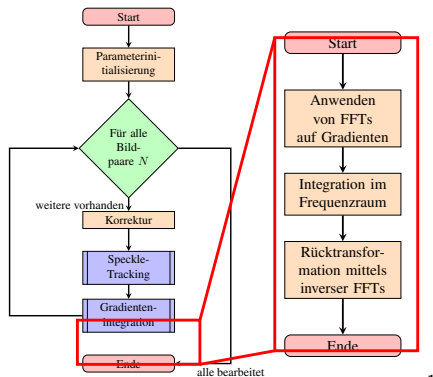 Start
Parameterini-
tialisierung
Für alle
Bild-
paare N
weitere vorhanden
Korrektur
Speckle-
Tracking
Gradienten-
integration
Ende
alle bearbeitet
Start
Anwenden
von FFTs
auf Gradienten
Integration im
Frequenzraum
Rücktransfor-
mation mittels
inverser FFTs
Ende